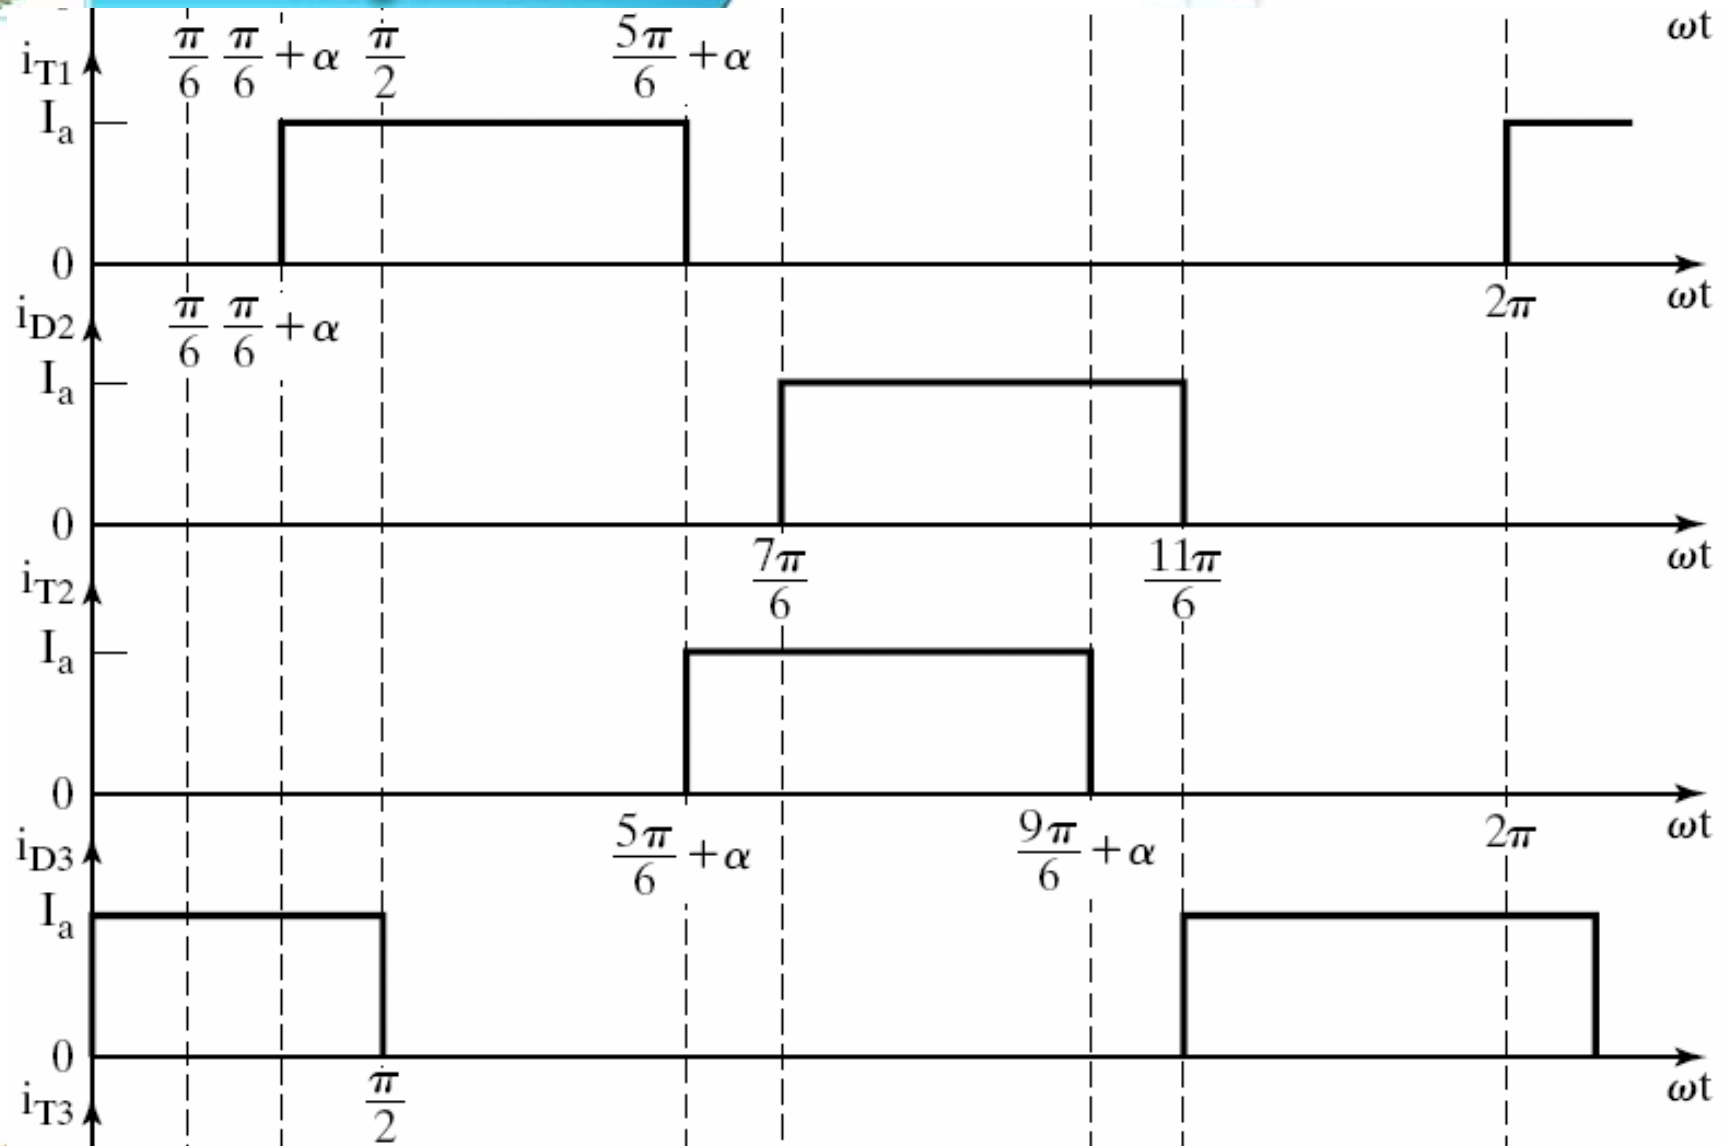 ωt
i_T1
π/6 π/6 + α π/2 5π/6 + α
I_a
0
ωt
i_D2
π/6 π/6 + α
2π
I_a
0
ωt
7π/6 11π/6
i_T2
I_a
0
ωt
5π/6 + α 9π/6 + α 2π
i_D3
I_a
0
ωt
π/2
i_T3